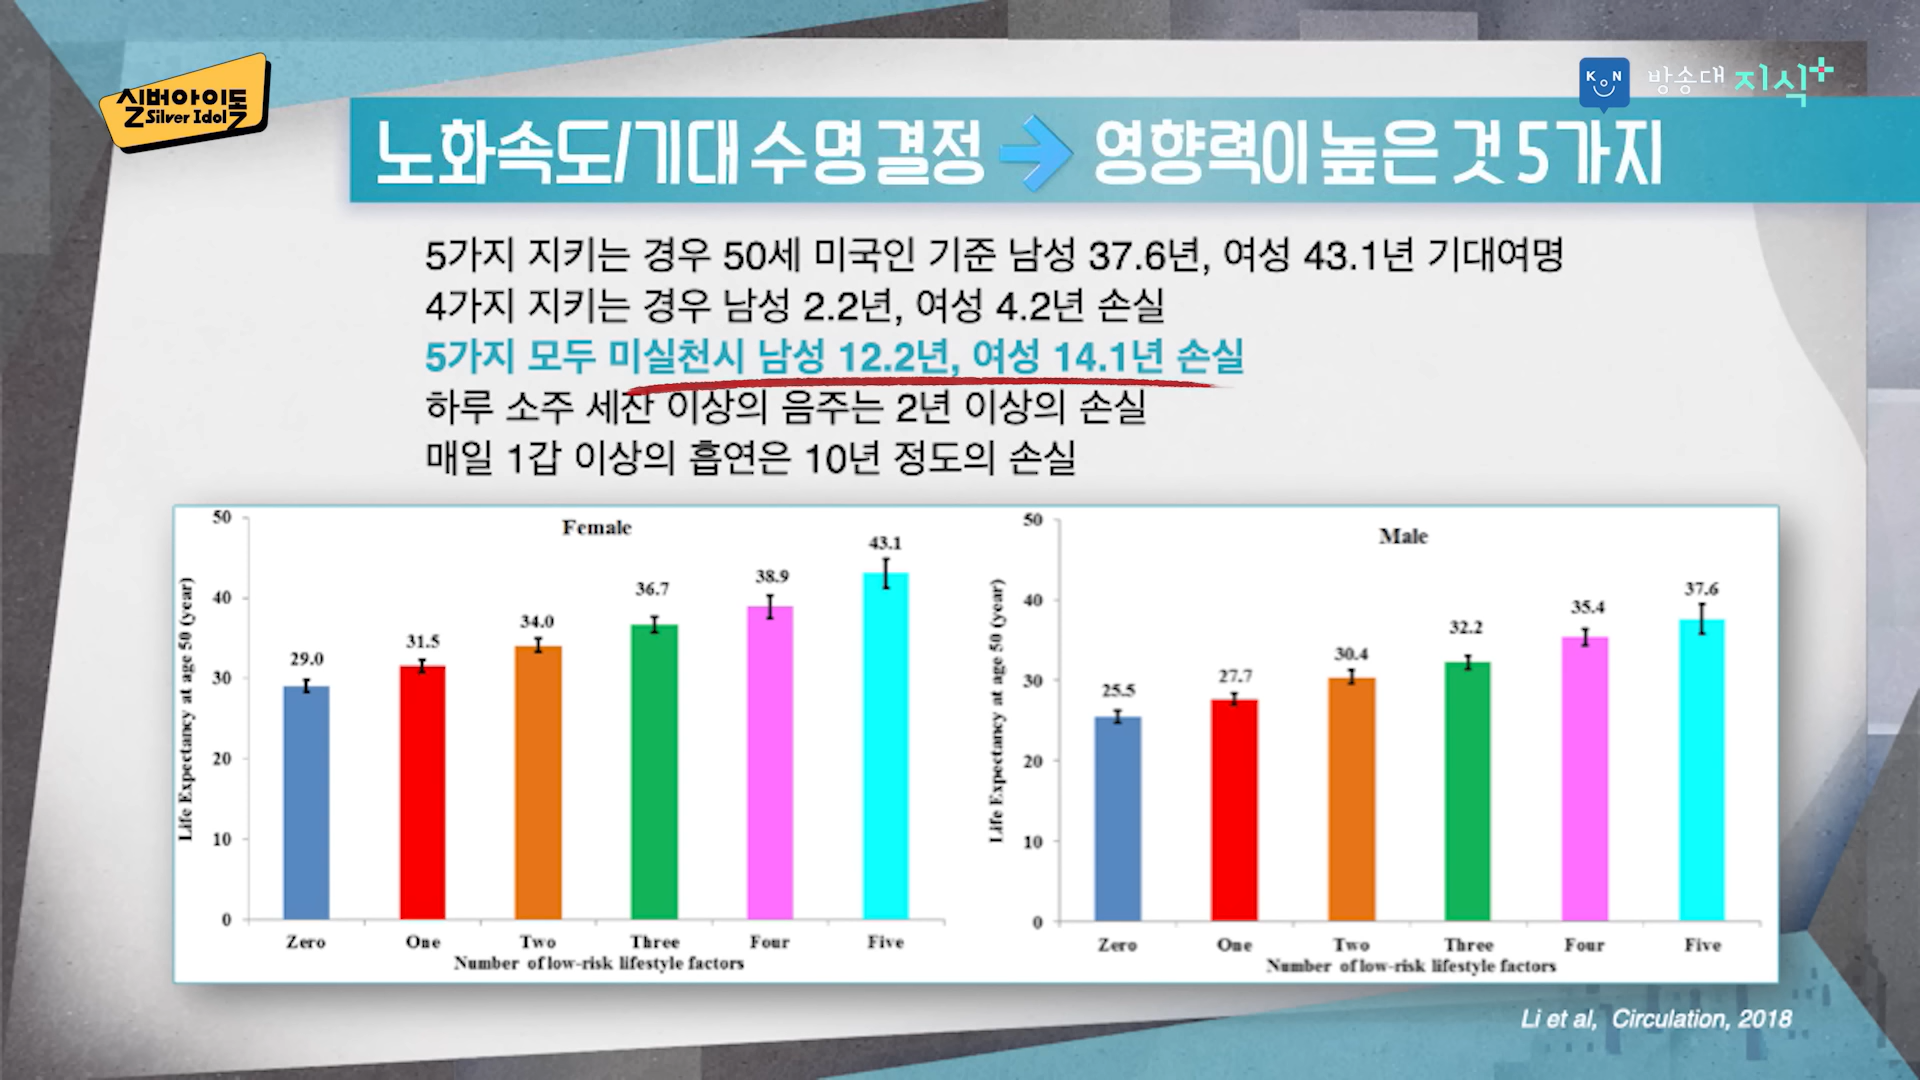 실버아이돌
Silver Idol
KON
방송대 지식+
노화속도/기대 수명 결정 → 영향력이 높은 것 5가지
5가지 지키는 경우 50세 미국인 기준 남성 37.6년, 여성 43.1년 기대여명
4가지 지키는 경우 남성 2.2년, 여성 4.2년 손실
5가지 모두 미실천시 남성 12.2년, 여성 14.1년 손실
하루 소주 세잔 이상의 음주는 2년 이상의 손실
매일 1갑 이상의 흡연은 10년 정도의 손실
Female
Life Expectancy at age 50 (year)
50
40
30
20
10
0
29.0
31.5
34.0
36.7
38.9
43.1
Zero One Two Three Four Five
Number of low-risk lifestyle factors
Male
Life Expectancy at age 50 (year)
50
40
30
20
10
0
25.5
27.7
30.4
32.2
35.4
37.6
Zero One Two Three Four Five
Number of low-risk lifestyle factors
Li et al, Circulation, 2018